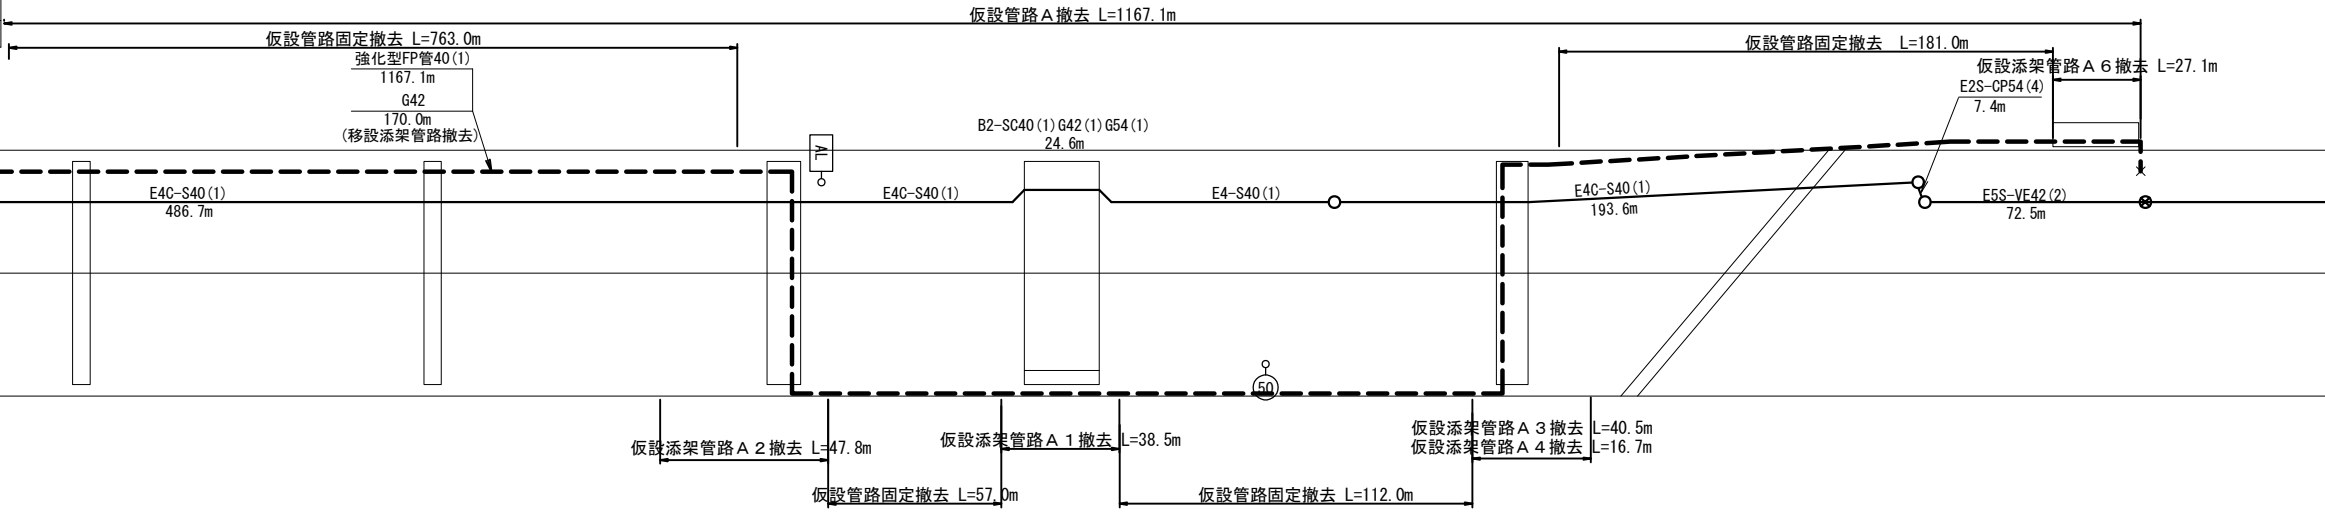 仮設管路A撤去 L=1167.1m
仮設管路固定撤去 L=763.0m
仮設管路固定撤去 L=181.0m
強化型FP管40(1)
1167.1m
仮設添架管路A6撤去 L=27.1m
E2S-CP54(4)
7.4m
G42
170.0m
(移設添架管路撤去)
B2-SC40(1)G42(1)G54(1)
24.6m
AL
E4C-S40(1)
486.7m
E4C-S40(1)
E4-S40(1)
E4C-S40(1)
193.6m
E5S-VE42(2)
72.5m
50
仮設添架管路A2撤去 L=47.8m
仮設添架管路A1撤去 L=38.5m
仮設添架管路A3撤去 L=40.5m
仮設添架管路A4撤去 L=16.7m
仮設管路固定撤去 L=57.0m
仮設管路固定撤去 L=112.0m